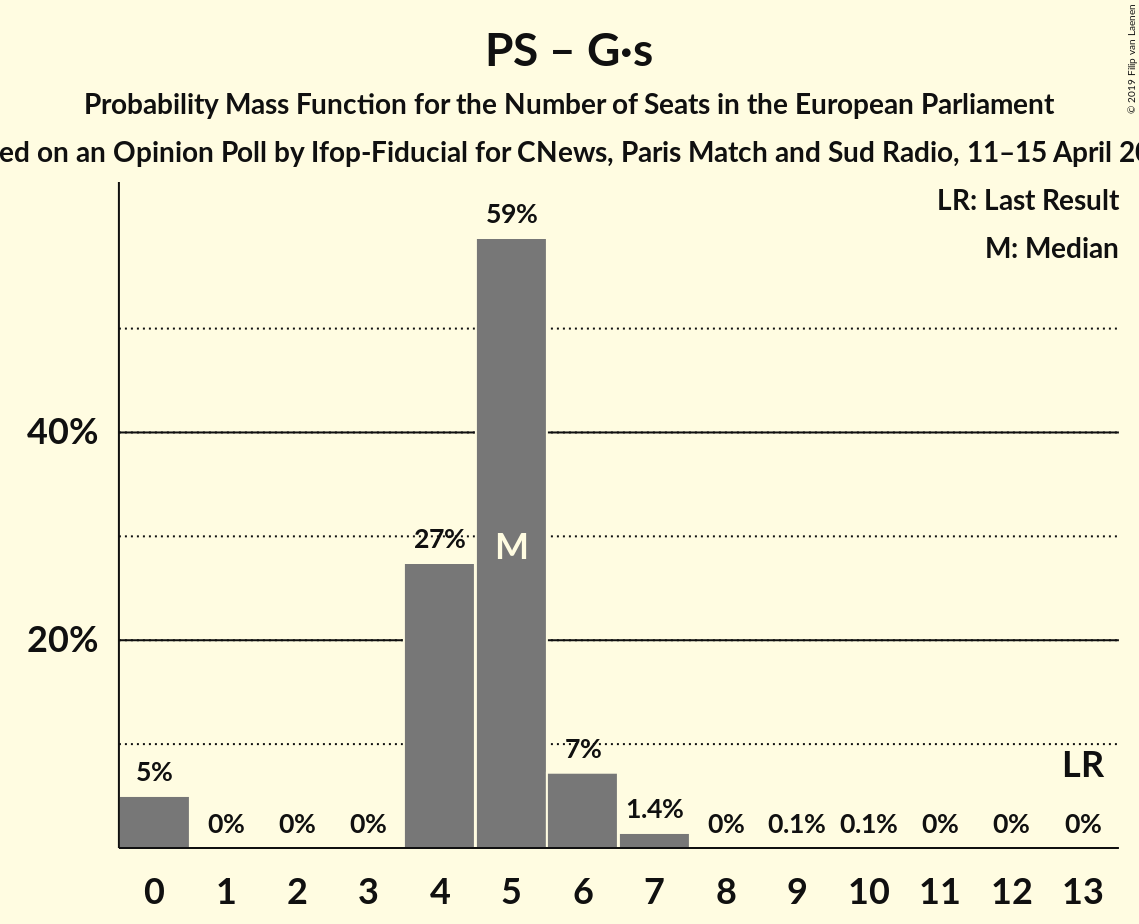 PS – G·s
Probability Mass Function for the Number of Seats in the European Parliament
ed on an Opinion Poll by Ifop-Fiducial for CNews, Paris Match and Sud Radio, 11–15 April 20
© 2019 Filip van Laenen
LR: Last Result
M: Median
59%
40%
27%
M
20%
7%
LR
5%
1.4%
0% 0% 0% 0% 0.1% 0.1% 0% 0% 0%
0 1 2 3 4 5 6 7 8 9 10 11 12 13